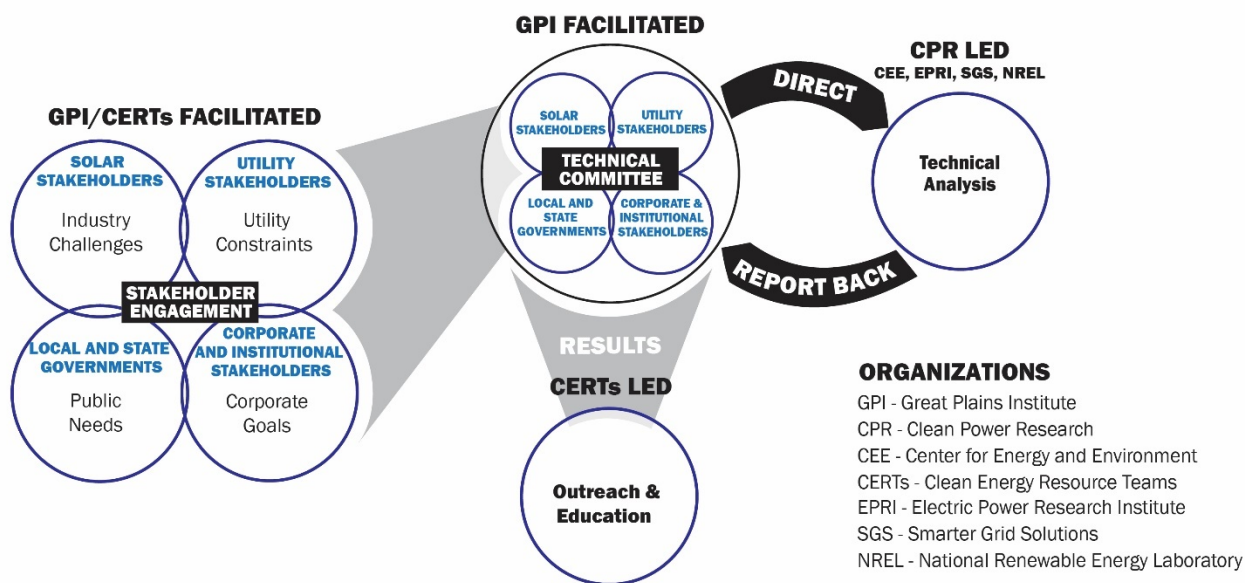 GPI/CERTs FACILITATED
SOLAR
STAKEHOLDERS
Industry
Challenges
UTILITY
STAKEHOLDERS
Utility
Constraints
STAKEHOLDER
ENGAGEMENT
LOCAL AND STATE
GOVERNMENTS
Public
Needs
CORPORATE
AND INSTITUTIONAL
STAKEHOLDERS
Corporate
Goals
GPI FACILITATED
SOLAR
STAKEHOLDERS
UTILITY
STAKEHOLDERS
TECHNICAL
COMMITTEE
LOCAL AND
STATE
GOVERNMENTS
CORPORATE &
INSTITUTIONAL
STAKEHOLDERS
DIRECT
CPR LED
CEE, EPRI, SGS, NREL
Technical
Analysis
REPORT BACK
RESULTS
CERTs LED
Outreach &
Education
ORGANIZATIONS
GPI - Great Plains Institute
CPR - Clean Power Research
CEE - Center for Energy and Environment
CERTs - Clean Energy Resource Teams
EPRI - Electric Power Research Institute
SGS - Smarter Grid Solutions
NREL - National Renewable Energy Laboratory